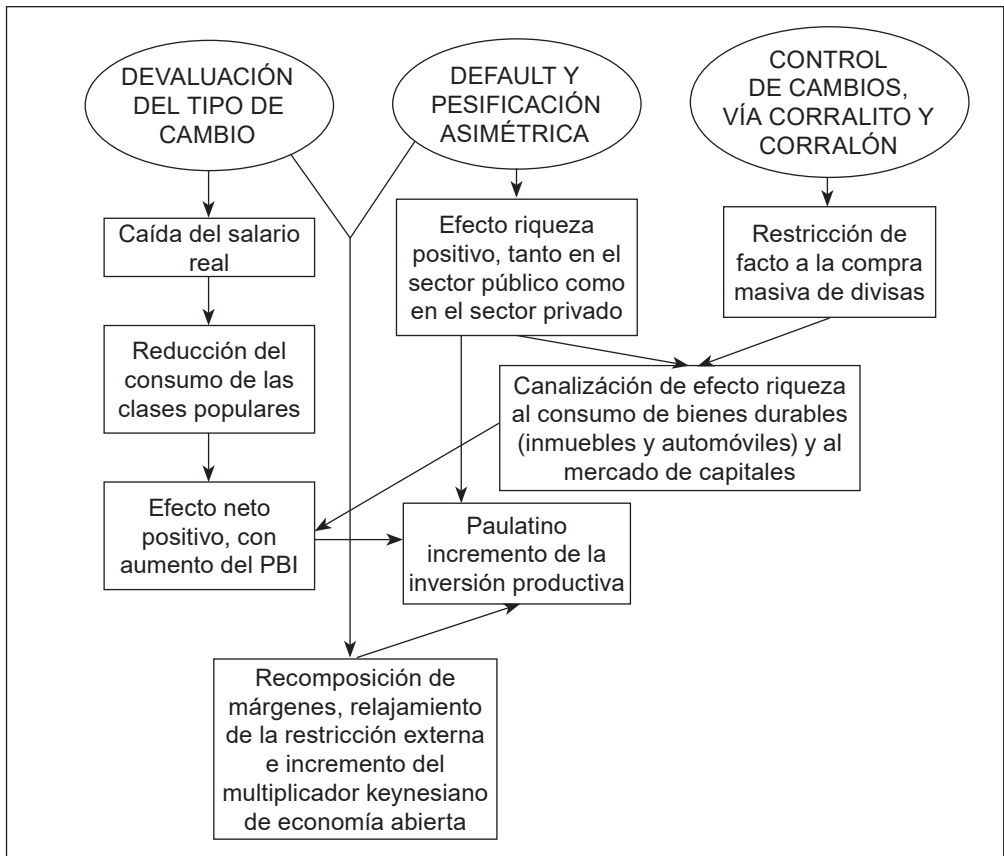 DEVALUACIÓN
DEL TIPO DE
CAMBIO
DEFAULT Y
PESIFICACIÓN
ASIMÉTRICA
CONTROL
DE CAMBIOS,
VÍA CORRALITO Y
CORRALÓN
Caída del salario
real
Efecto riqueza
positivo, tanto en el
sector público como
en el sector privado
Restricción de
facto a la compra
masiva de divisas
Reducción del
consumo de las
clases populares
Canalizáción de efecto riqueza
al consumo de bienes durables
(inmuebles y automóviles) y al
mercado de capitales
Efecto neto
positivo, con
aumento del PBI
Paulatino
incremento de la
inversión productiva
Recomposición de
márgenes, relajamiento
de la restricción externa
e incremento del
multiplicador keynesiano
de economía abierta